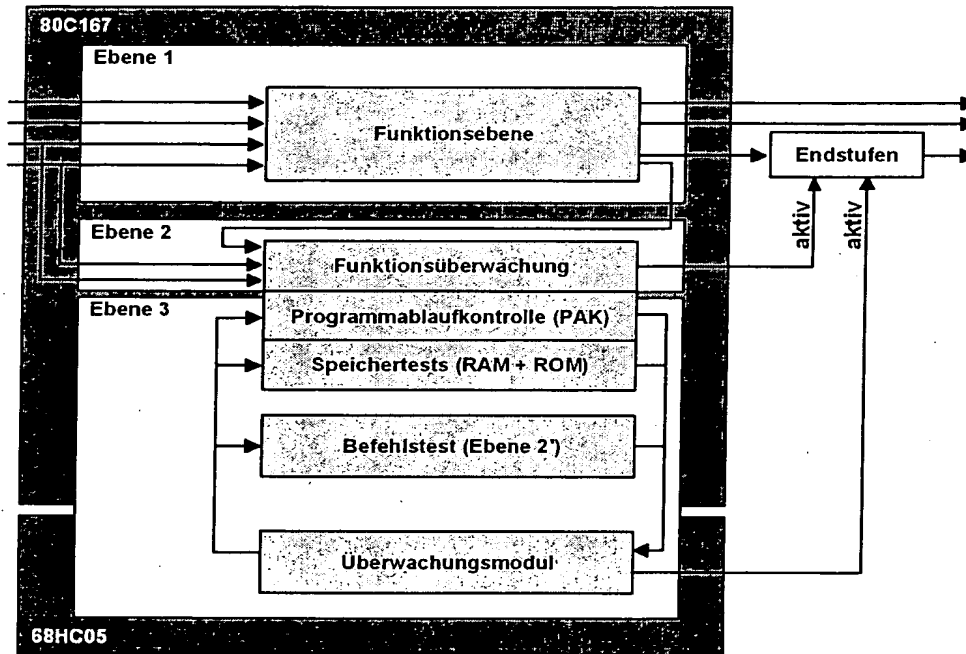 80C167
Ebene 1
Funktionsebene
Endstufen
aktiv
aktiv
Ebene 2
Funktionsüberwachung
Ebene 3
Programmablaufkontrolle (PAK)
Speichertests (RAM + ROM)
Befehlstest (Ebene 2')
Überwachungsmodul
68HC05